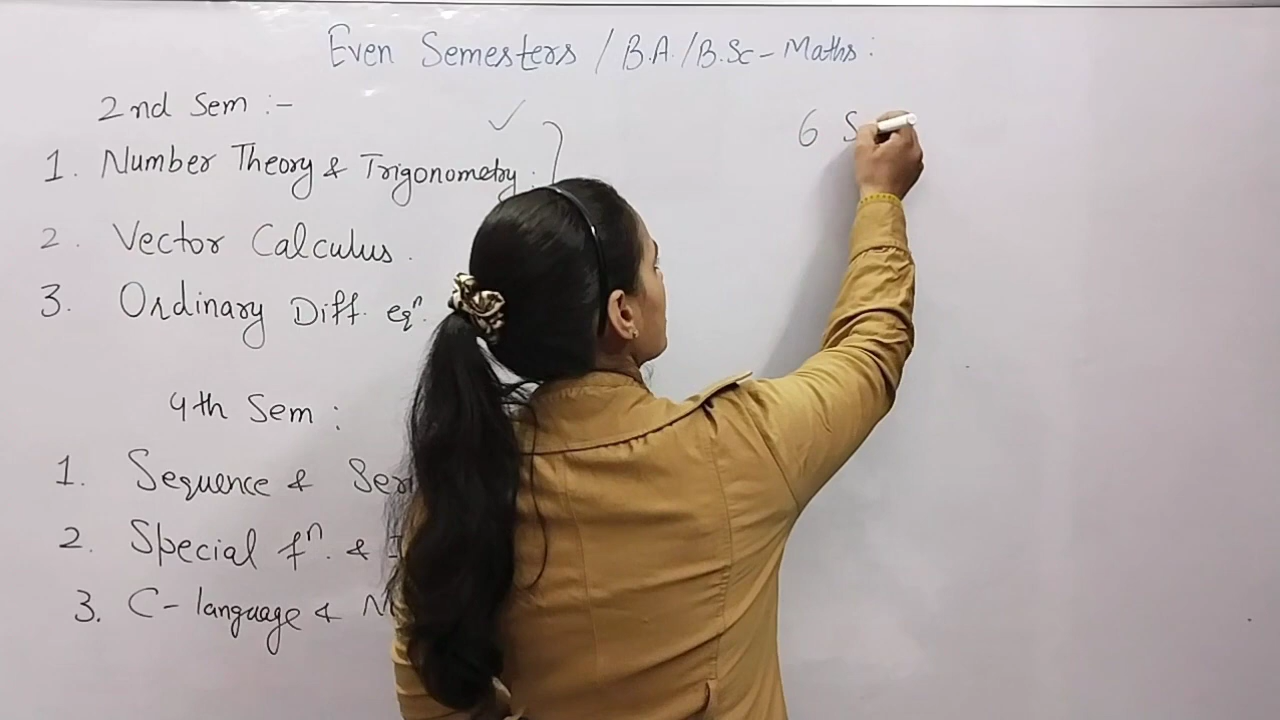 Even Semesters / B.A./B.Sc - Maths:
2nd Sem :-
1. Number Theory & Trigonometry.
2. Vector Calculus.
3. Ordinary Diff. eqⁿ.
4th Sem :
1. Sequence & Ser
2. Special fⁿ. &
3. C-language &
6 S